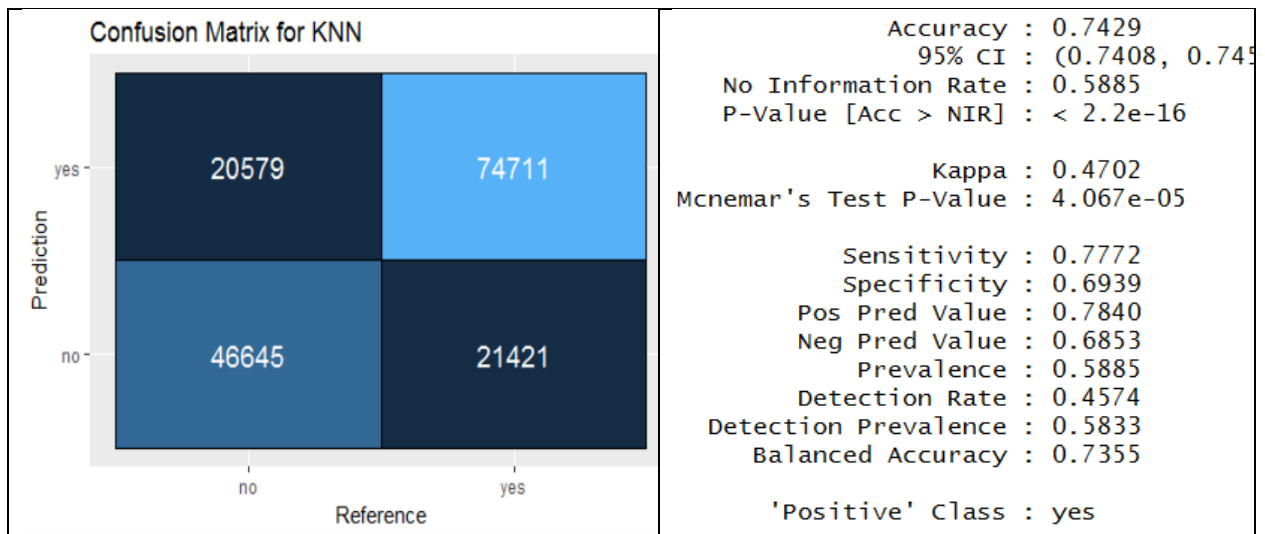 Confusion Matrix for KNN
yes
20579
74711
Prediction
no
46645
21421
no
yes
Reference
Accuracy : 0.7429
95% CI : (0.7408, 0.745
No Information Rate : 0.5885
P-Value [Acc > NIR] : < 2.2e-16
Kappa : 0.4702
Mcnemar's Test P-Value : 4.067e-05
Sensitivity : 0.7772
Specificity : 0.6939
Pos Pred Value : 0.7840
Neg Pred Value : 0.6853
Prevalence : 0.5885
Detection Rate : 0.4574
Detection Prevalence : 0.5833
Balanced Accuracy : 0.7355
'Positive' Class : yes